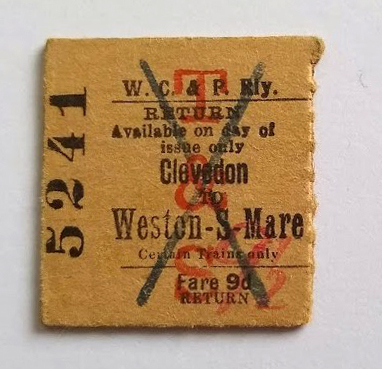 5241
W. C. & P. Rly.
RETURN
Available on day of
issue only
Clevedon
TO
Weston-S-Mare
Certain Trains only
Fare 9d
RETURN
T
&